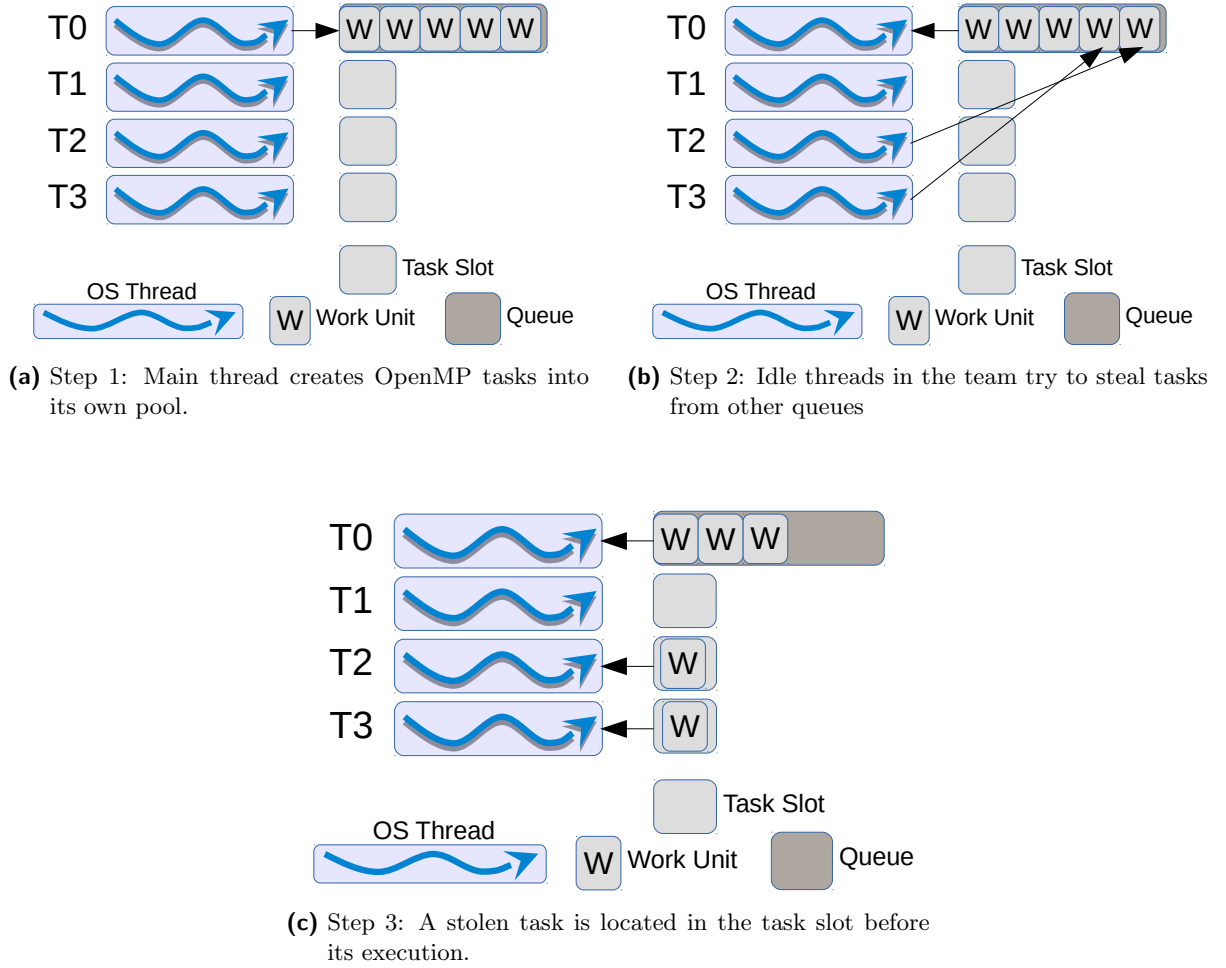 T0 W W W W W
T1
T2
T3
Task Slot
OS Thread
W Work Unit Queue
(a) Step 1: Main thread creates OpenMP tasks into
its own pool.
T0 W W W W W
T1
T2
T3
Task Slot
OS Thread
W Work Unit Queue
(b) Step 2: Idle threads in the team try to steal tasks
from other queues
T0 W W W
T1
T2 W
T3 W
Task Slot
OS Thread
W Work Unit Queue
(c) Step 3: A stolen task is located in the task slot before
its execution.